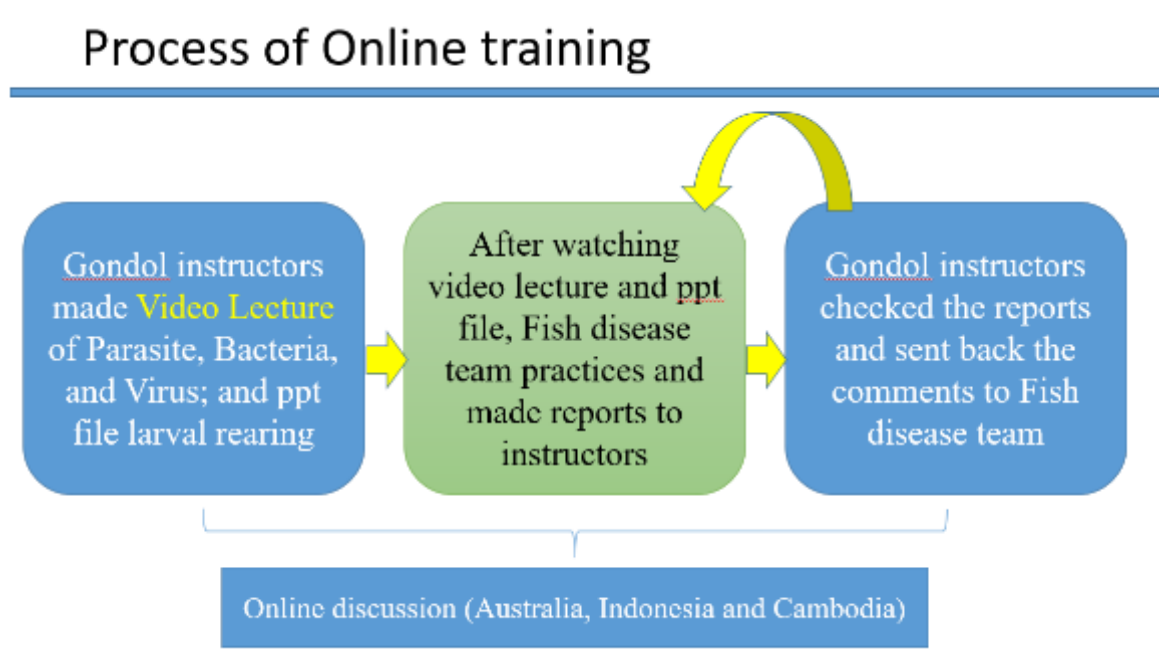 Process of Online training
Gondol instructors
made Video Lecture
of Parasite, Bacteria,
and Virus; and ppt
file larval rearing
After watching
video lecture and ppt
file, Fish disease
team practices and
made reports to
instructors
Gondol instructors
checked the reports
and sent back the
comments to Fish
disease team
Online discussion (Australia, Indonesia and Cambodia)